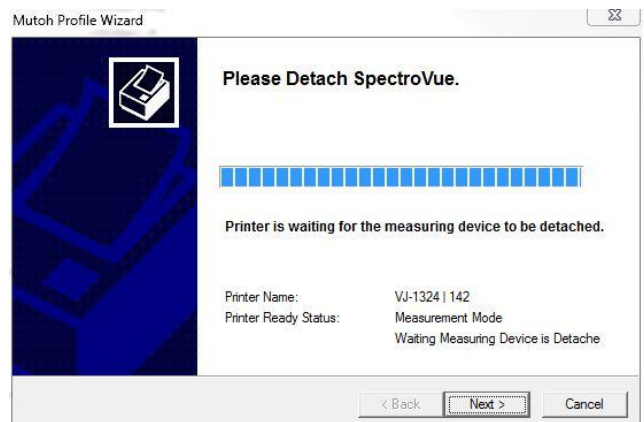 Mutoh Profile Wizard
Please Detach SpectroVue.
Printer is waiting for the measuring device to be detached.
Printer Name: VJ-1324 | 142
Printer Ready Status: Measurement Mode
Waiting Measuring Device is Detache
< Back Next > Cancel